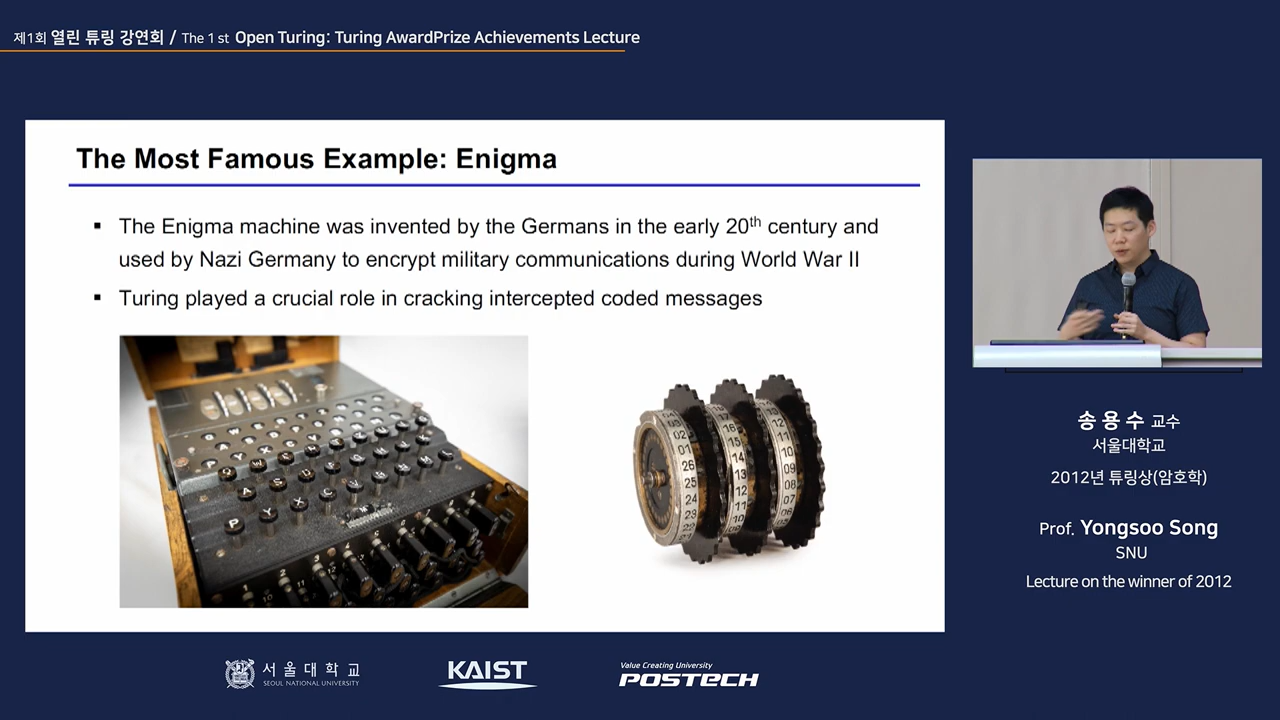 제1회 열린 튜링 강연회 / The 1 st Open Turing: Turing AwardPrize Achievements Lecture
The Most Famous Example: Enigma
▪ The Enigma machine was invented by the Germans in the early 20th century and
used by Nazi Germany to encrypt military communications during World War II
▪ Turing played a crucial role in cracking intercepted coded messages
송용수 교수
서울대학교
2012년 튜링상(암호학)
Prof. Yongsoo Song
SNU
Lecture on the winner of 2012
서울대학교
SEOUL NATIONAL UNIVERSITY
KAIST
Value Creating University
POSTECH